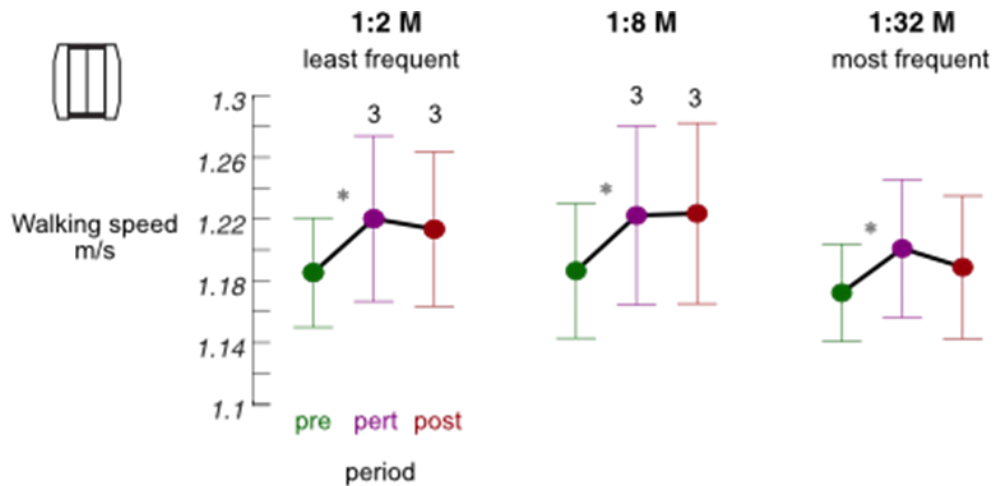 1:2 M
least frequent
1:8 M
1:32 M
most frequent
Walking speed
m/s
1.3
1.26
1.22
1.18
1.14
1.1
3 3
*
3 3
*
*
pre pert post
period